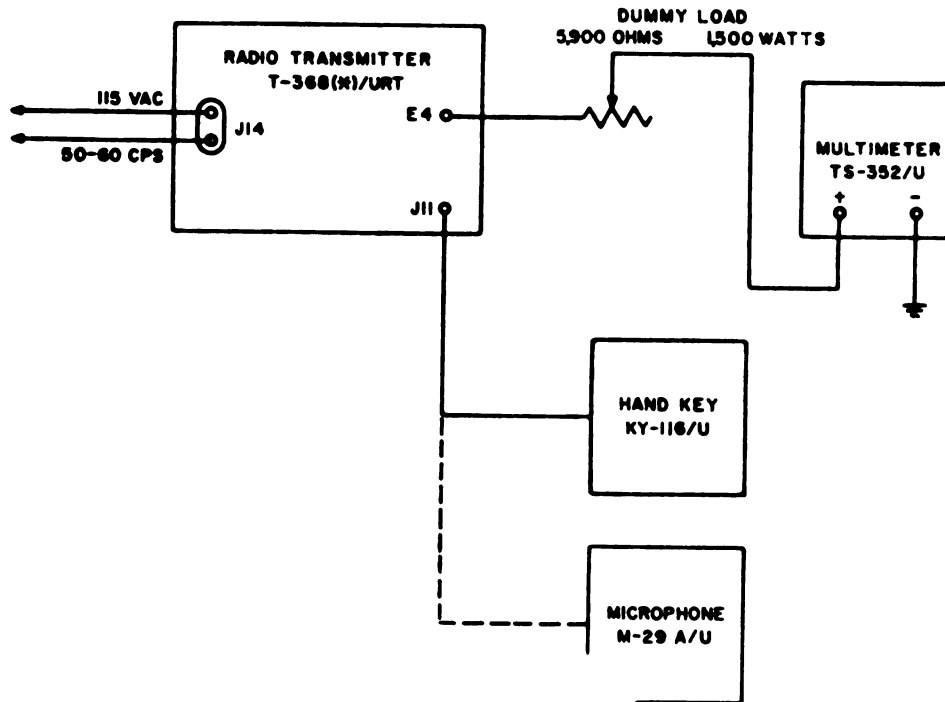 DUMMY LOAD
5,900 OHMS 1,500 WATTS
RADIO TRANSMITTER
T-368(*)/URT
115 VAC
J14
50-60 CPS
E4
J11
MULTIMETER
TS-352/U
+ -
HAND KEY
KY-116/U
MICROPHONE
M-29 A/U